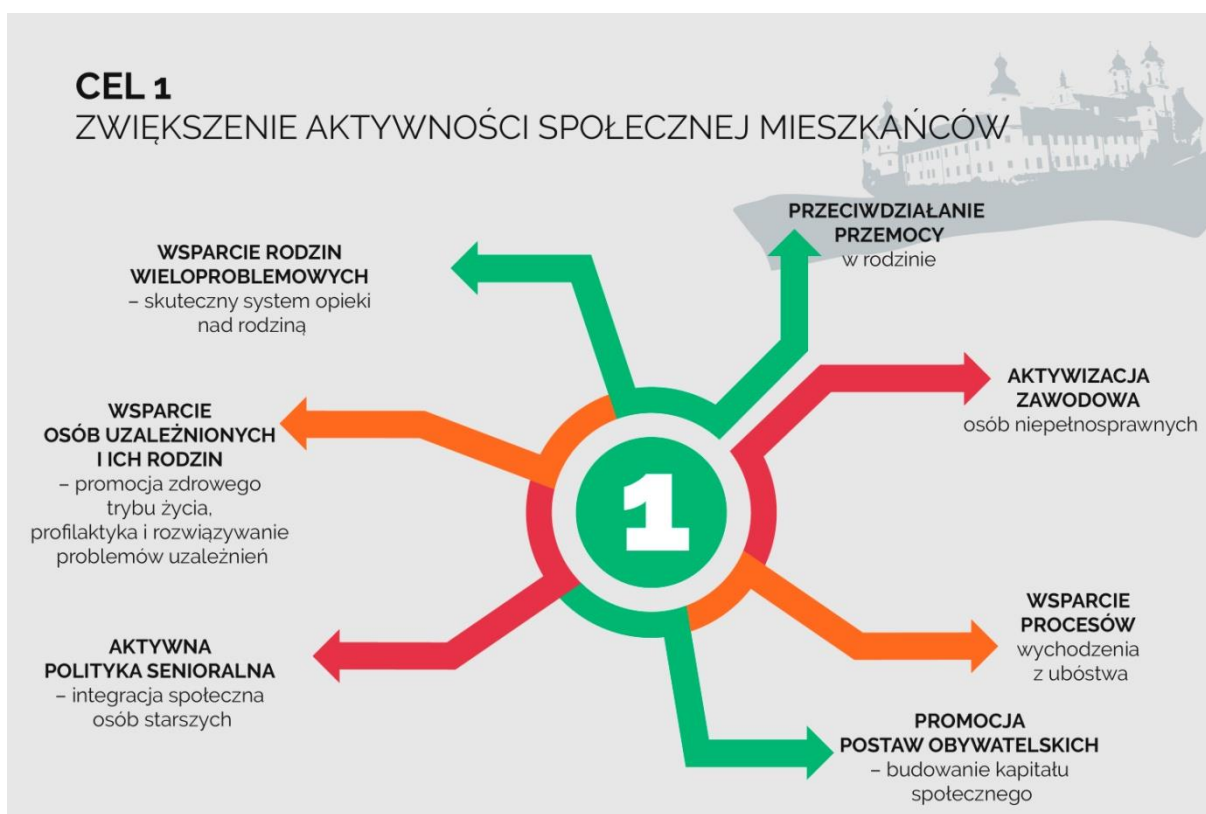 CEL 1
ZWIĘKSZENIE AKTYWNOŚCI SPOŁECZNEJ MIESZKAŃCÓW
PRZECIWDZIAŁANIE
PRZEMOCY
w rodzinie
WSPARCIE RODZIN
WIELOPROBLEMOWYCH
– skuteczny system opieki
nad rodziną
AKTYWIZACJA
ZAWODOWA
osób niepełnosprawnych
WSPARCIE
OSÓB UZALEŻNIONYCH
I ICH RODZIN
– promocja zdrowego
trybu życia,
profilaktyka i rozwiązywanie
problemów uzależnień
1
WSPARCIE
PROCESÓW
wychodzenia
z ubóstwa
AKTYWNA
POLITYKA SENIORALNA
– integracja społeczna
osób starszych
PROMOCJA
POSTAW OBYWATELSKICH
– budowanie kapitału
społecznego